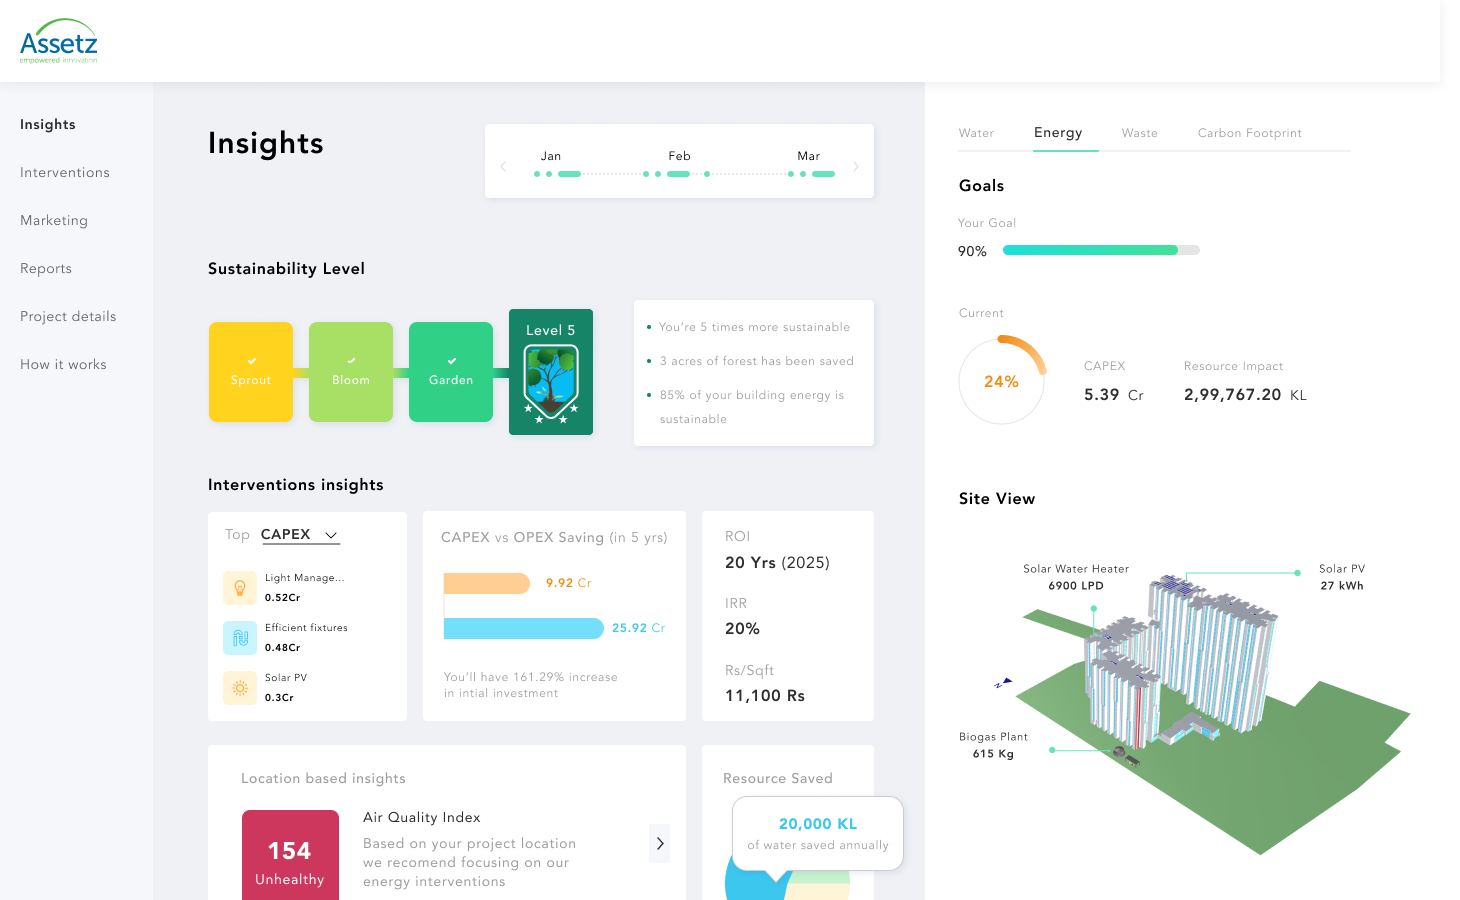 Assetz
empowered innovation
Insights
Interventions
Marketing
Reports
Project details
How it works
Insights
Jan
Feb
Mar
Sustainability Level
Sprout
Bloom
Garden
Level 5
You're 5 times more sustainable
3 acres of forest has been saved
85% of your building energy is
sustainable
Interventions insights
Top CAPEX
Light Manage...
0.52Cr
Efficient fixtures
0.48Cr
Solar PV
0.3Cr
CAPEX vs OPEX Saving (in 5 yrs)
9.92 Cr
25.92 Cr
You'll have 161.29% increase
in intial investment
ROI
20 Yrs (2025)
IRR
20%
Rs/Sqft
11,100 Rs
Location based insights
154
Unhealthy
Air Quality Index
Based on your project location
we recomend focusing on our
energy interventions
Resource Saved
20,000 KL
of water saved annually
Water
Energy
Waste
Carbon Footprint
Goals
Your Goal
90%
Current
24%
CAPEX
5.39 Cr
Resource Impact
2,99,767.20 KL
Site View
Solar Water Heater
6900 LPD
Solar PV
27 kWh
N
Biogas Plant
615 Kg